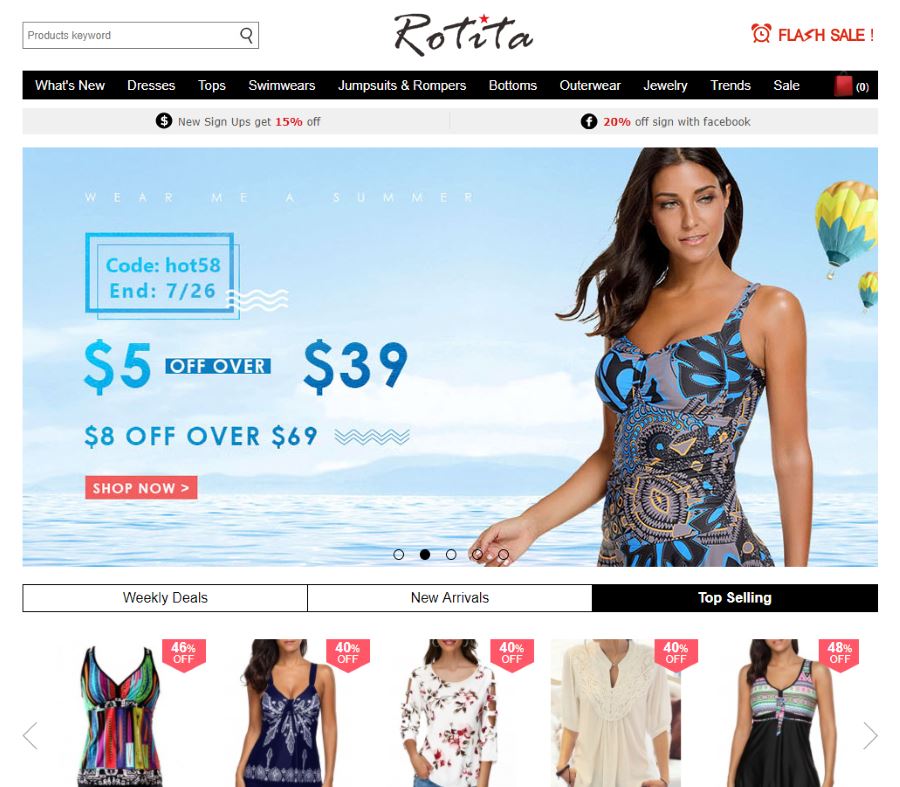 Products keyword
Rotita
FLASH SALE !
What's New Dresses Tops Swimwears Jumpsuits & Rompers Bottoms Outerwear Jewelry Trends Sale (0)
$ New Sign Ups get 15% off
f 20% off sign with facebook
WEAR ME A SUMMER
Code: hot58
End: 7/26
$5 OFF OVER $39
$8 OFF OVER $69
SHOP NOW >
Weekly Deals New Arrivals Top Selling
46% OFF
40% OFF
40% OFF
40% OFF
48% OFF